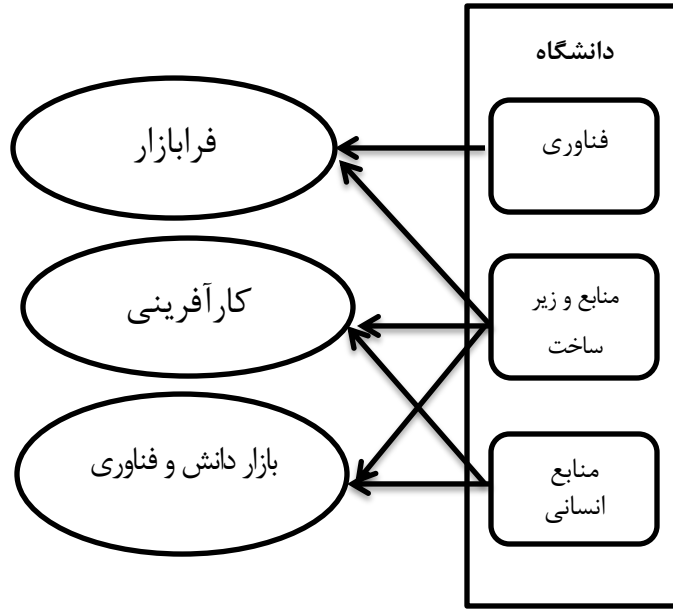 دانشگاه
فناوری
فرابازار
منابع و زیر
ساخت
کارآفرینی
منابع
انسانی
بازار دانش و فناوری